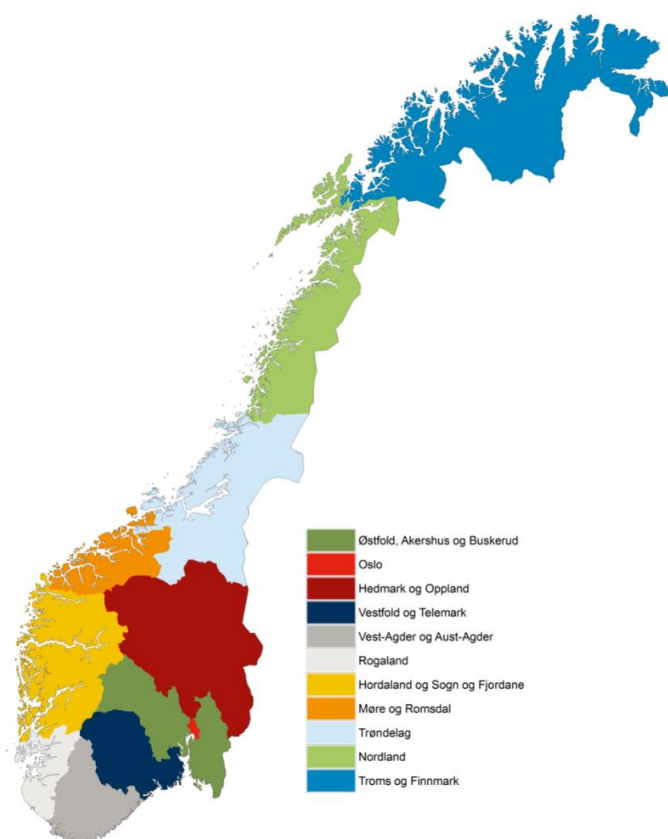 Østfold, Akershus og Buskerud
Oslo
Hedmark og Oppland
Vestfold og Telemark
Vest-Agder og Aust-Agder
Rogaland
Hordaland og Sogn og Fjordane
Møre og Romsdal
Trøndelag
Nordland
Troms og Finnmark